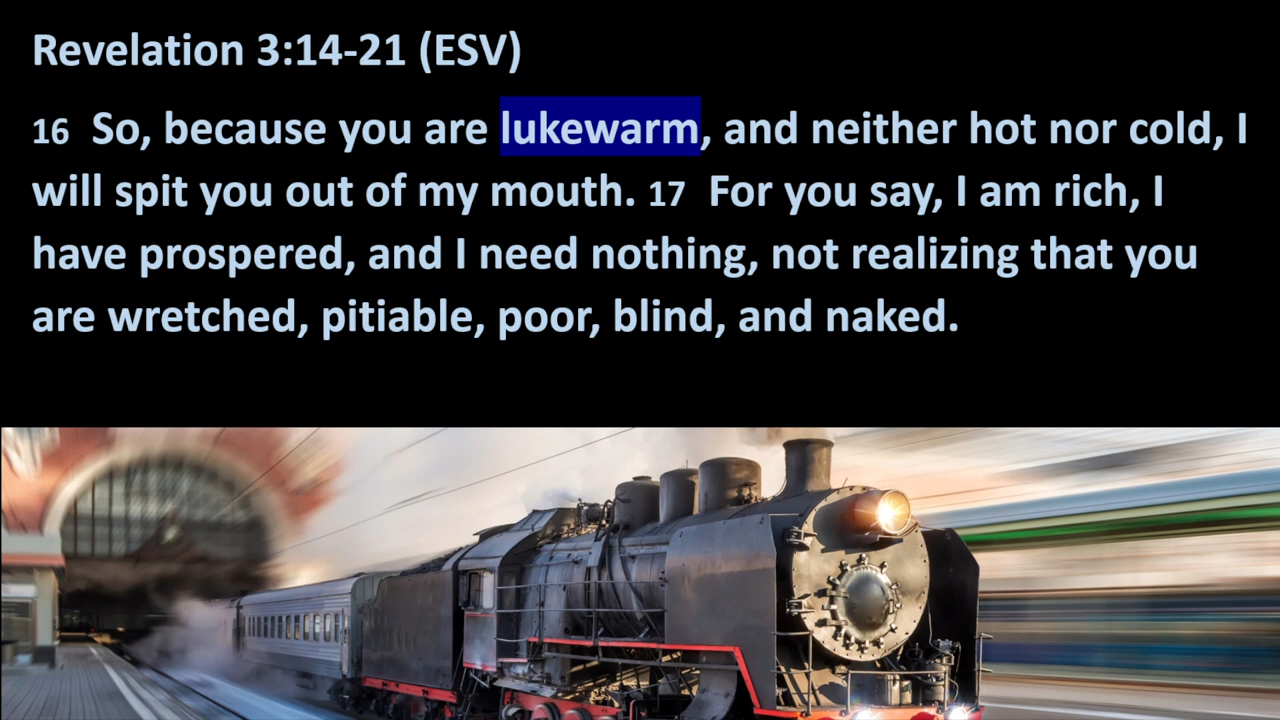 Revelation 3:14-21 (ESV)
16 So, because you are lukewarm, and neither hot nor cold, I
will spit you out of my mouth. 17 For you say, I am rich, I
have prospered, and I need nothing, not realizing that you
are wretched, pitiable, poor, blind, and naked.